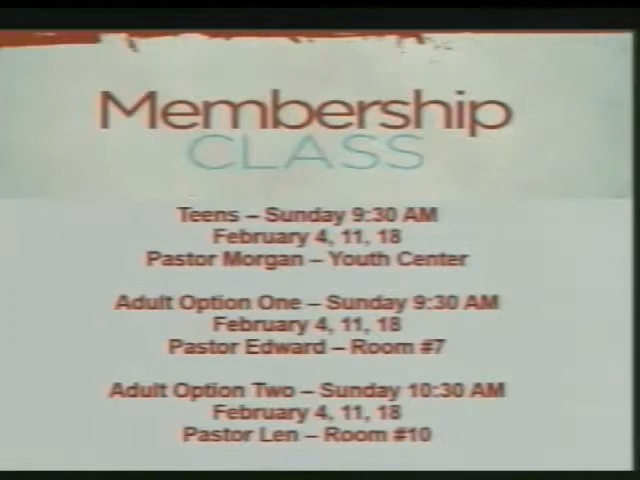 Membership
CLASS
Teens – Sunday 9:30 AM
February 4, 11, 18
Pastor Morgan – Youth Center
Adult Option One – Sunday 9:30 AM
February 4, 11, 18
Pastor Edward – Room #7
Adult Option Two – Sunday 10:30 AM
February 4, 11, 18
Pastor Len – Room #10